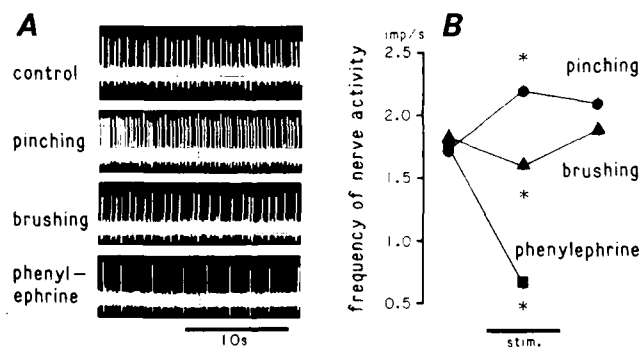 A
control
pinching
brushing
phenyl-
ephrine
10s
B
imp/s
frequency of nerve activity
2.5
2.0
1.5
1.0
0.5
*
pinching
brushing
*
phenylephrine
*
stim.